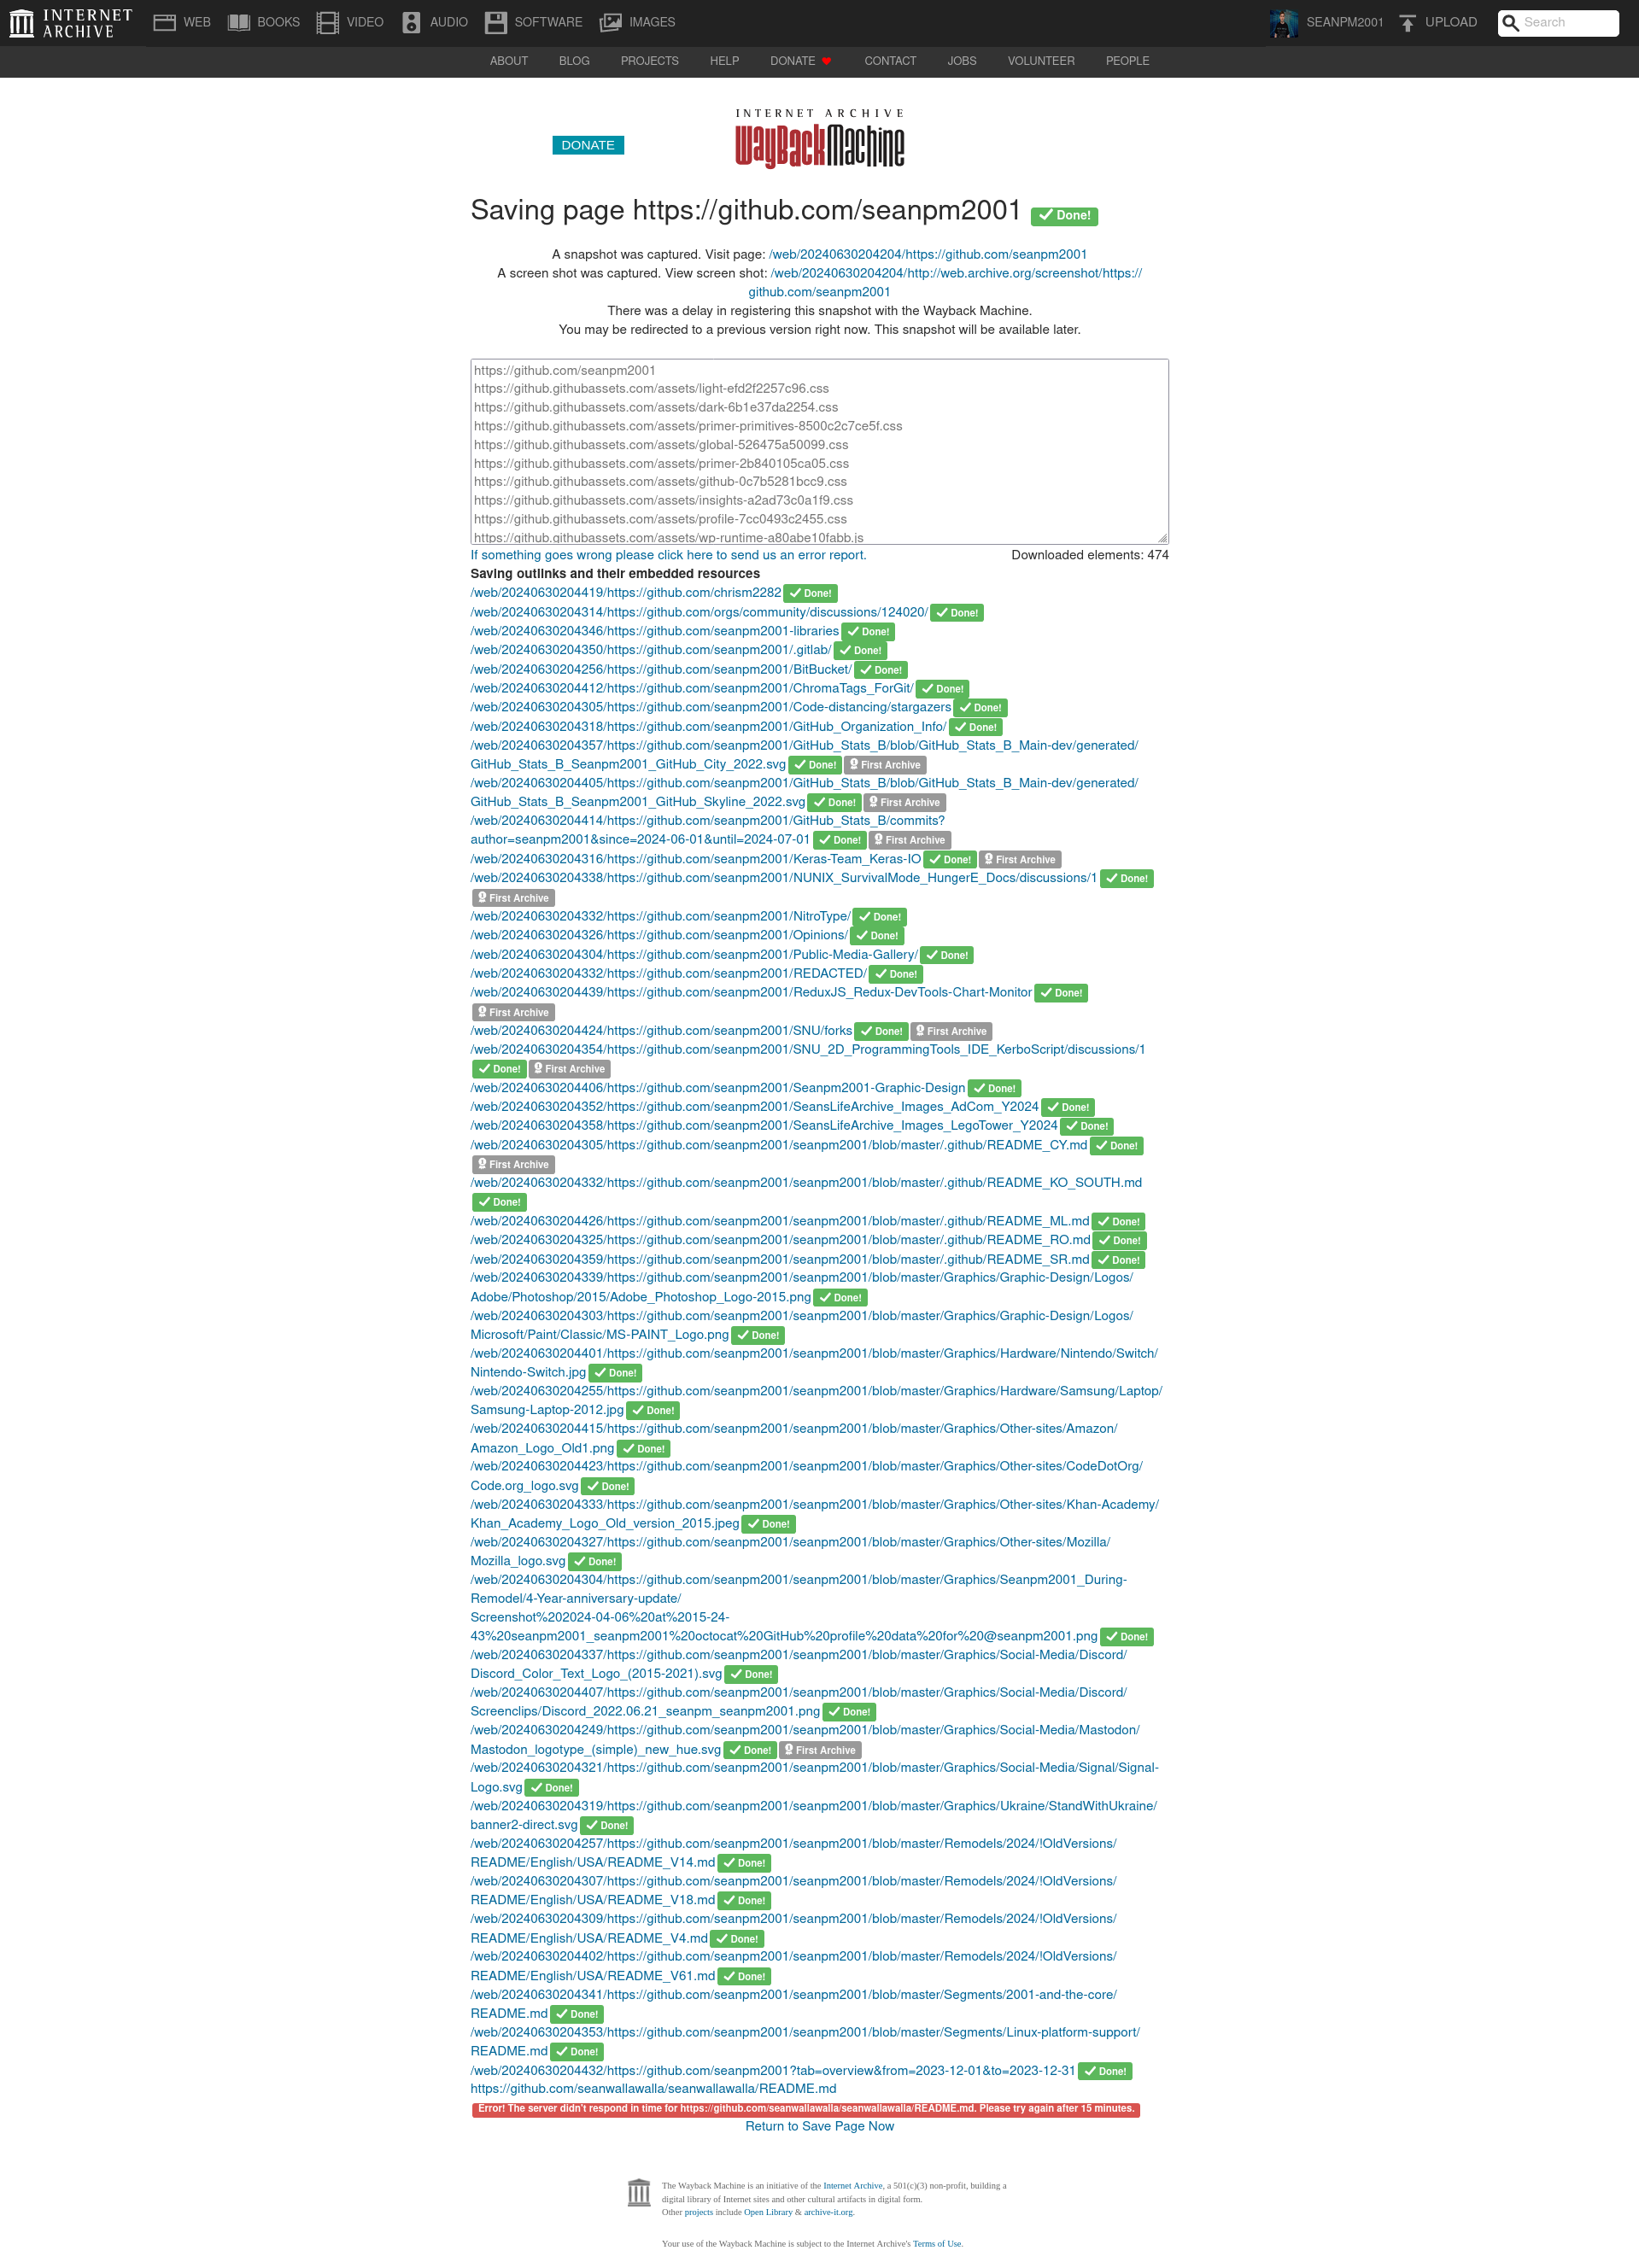 INTERNET ARCHIVE WEB BOOKS VIDEO AUDIO SOFTWARE IMAGES SEANPM2001 UPLOAD Search
ABOUT BLOG PROJECTS HELP DONATE CONTACT JOBS VOLUNTEER PEOPLE
INTERNET ARCHIVE
WayBackMachine
DONATE
Saving page https://github.com/seanpm2001 Done!
A snapshot was captured. Visit page: /web/20240630204204/https://github.com/seanpm2001
A screen shot was captured. View screen shot: /web/20240630204204/http://web.archive.org/screenshot/https://
github.com/seanpm2001
There was a delay in registering this snapshot with the Wayback Machine.
You may be redirected to a previous version right now. This snapshot will be available later.
https://github.com/seanpm2001
https://github.githubassets.com/assets/light-efd2f2257c96.css
https://github.githubassets.com/assets/dark-6b1e37da2254.css
https://github.githubassets.com/assets/primer-primitives-8500c2c7ce5f.css
https://github.githubassets.com/assets/global-526475a50099.css
https://github.githubassets.com/assets/primer-2b840105ca05.css
https://github.githubassets.com/assets/github-0c7b5281bcc9.css
https://github.githubassets.com/assets/insights-a2ad73c0a1f9.css
https://github.githubassets.com/assets/profile-7cc0493c2455.css
https://github.githubassets.com/assets/wp-runtime-a80abe10fabb.js
If something goes wrong please click here to send us an error report. Downloaded elements: 474
Saving outlinks and their embedded resources
/web/20240630204419/https://github.com/chrism2282 Done!
/web/20240630204314/https://github.com/orgs/community/discussions/124020/ Done!
/web/20240630204346/https://github.com/seanpm2001-libraries Done!
/web/20240630204350/https://github.com/seanpm2001/.gitlab/ Done!
/web/20240630204256/https://github.com/seanpm2001/BitBucket/ Done!
/web/20240630204412/https://github.com/seanpm2001/ChromaTags_ForGit/ Done!
/web/20240630204305/https://github.com/seanpm2001/Code-distancing/stargazers Done!
/web/20240630204318/https://github.com/seanpm2001/GitHub_Organization_Info/ Done!
/web/20240630204357/https://github.com/seanpm2001/GitHub_Stats_B/blob/GitHub_Stats_B_Main-dev/generated/
GitHub_Stats_B_Seanpm2001_GitHub_City_2022.svg Done! First Archive
/web/20240630204405/https://github.com/seanpm2001/GitHub_Stats_B/blob/GitHub_Stats_B_Main-dev/generated/
GitHub_Stats_B_Seanpm2001_GitHub_Skyline_2022.svg Done! First Archive
/web/20240630204414/https://github.com/seanpm2001/GitHub_Stats_B/commits?
author=seanpm2001&since=2024-06-01&until=2024-07-01 Done! First Archive
/web/20240630204316/https://github.com/seanpm2001/Keras-Team_Keras-IO Done! First Archive
/web/20240630204338/https://github.com/seanpm2001/NUNIX_SurvivalMode_HungerE_Docs/discussions/1 Done!
First Archive
/web/20240630204332/https://github.com/seanpm2001/NitroType/ Done!
/web/20240630204326/https://github.com/seanpm2001/Opinions/ Done!
/web/20240630204304/https://github.com/seanpm2001/Public-Media-Gallery/ Done!
/web/20240630204332/https://github.com/seanpm2001/REDACTED/ Done!
/web/20240630204439/https://github.com/seanpm2001/ReduxJS_Redux-DevTools-Chart-Monitor Done!
First Archive
/web/20240630204424/https://github.com/seanpm2001/SNU/forks Done! First Archive
/web/20240630204354/https://github.com/seanpm2001/SNU_2D_ProgrammingTools_IDE_KerboScript/discussions/1
Done! First Archive
/web/20240630204406/https://github.com/seanpm2001/Seanpm2001-Graphic-Design Done!
/web/20240630204352/https://github.com/seanpm2001/SeansLifeArchive_Images_AdCom_Y2024 Done!
/web/20240630204358/https://github.com/seanpm2001/SeansLifeArchive_Images_LegoTower_Y2024 Done!
/web/20240630204305/https://github.com/seanpm2001/seanpm2001/blob/master/.github/README_CY.md Done!
First Archive
/web/20240630204332/https://github.com/seanpm2001/seanpm2001/blob/master/.github/README_KO_SOUTH.md
Done!
/web/20240630204426/https://github.com/seanpm2001/seanpm2001/blob/master/.github/README_ML.md Done!
/web/20240630204325/https://github.com/seanpm2001/seanpm2001/blob/master/.github/README_RO.md Done!
/web/20240630204359/https://github.com/seanpm2001/seanpm2001/blob/master/.github/README_SR.md Done!
/web/20240630204339/https://github.com/seanpm2001/seanpm2001/blob/master/Graphics/Graphic-Design/Logos/
Adobe/Photoshop/2015/Adobe_Photoshop_Logo-2015.png Done!
/web/20240630204303/https://github.com/seanpm2001/seanpm2001/blob/master/Graphics/Graphic-Design/Logos/
Microsoft/Paint/Classic/MS-PAINT_Logo.png Done!
/web/20240630204401/https://github.com/seanpm2001/seanpm2001/blob/master/Graphics/Hardware/Nintendo/Switch/
Nintendo-Switch.jpg Done!
/web/20240630204255/https://github.com/seanpm2001/seanpm2001/blob/master/Graphics/Hardware/Samsung/Laptop/
Samsung-Laptop-2012.jpg Done!
/web/20240630204415/https://github.com/seanpm2001/seanpm2001/blob/master/Graphics/Other-sites/Amazon/
Amazon_Logo_Old1.png Done!
/web/20240630204423/https://github.com/seanpm2001/seanpm2001/blob/master/Graphics/Other-sites/CodeDotOrg/
Code.org_logo.svg Done!
/web/20240630204333/https://github.com/seanpm2001/seanpm2001/blob/master/Graphics/Other-sites/Khan-Academy/
Khan_Academy_Logo_Old_version_2015.jpeg Done!
/web/20240630204327/https://github.com/seanpm2001/seanpm2001/blob/master/Graphics/Other-sites/Mozilla/
Mozilla_logo.svg Done!
/web/20240630204304/https://github.com/seanpm2001/seanpm2001/blob/master/Graphics/Seanpm2001_During-
Remodel/4-Year-anniversary-update/
Screenshot%202024-04-06%20at%2015-24-
43%20seanpm2001_seanpm2001%20octocat%20GitHub%20profile%20data%20for%20@seanpm2001.png Done!
/web/20240630204337/https://github.com/seanpm2001/seanpm2001/blob/master/Graphics/Social-Media/Discord/
Discord_Color_Text_Logo_(2015-2021).svg Done!
/web/20240630204407/https://github.com/seanpm2001/seanpm2001/blob/master/Graphics/Social-Media/Discord/
Screenclips/Discord_2022.06.21_seanpm_seanpm2001.png Done!
/web/20240630204249/https://github.com/seanpm2001/seanpm2001/blob/master/Graphics/Social-Media/Mastodon/
Mastodon_logotype_(simple)_new_hue.svg Done! First Archive
/web/20240630204321/https://github.com/seanpm2001/seanpm2001/blob/master/Graphics/Social-Media/Signal/Signal-
Logo.svg Done!
/web/20240630204319/https://github.com/seanpm2001/seanpm2001/blob/master/Graphics/Ukraine/StandWithUkraine/
banner2-direct.svg Done!
/web/20240630204257/https://github.com/seanpm2001/seanpm2001/blob/master/Remodels/2024/!OldVersions/
README/English/USA/README_V14.md Done!
/web/20240630204307/https://github.com/seanpm2001/seanpm2001/blob/master/Remodels/2024/!OldVersions/
README/English/USA/README_V18.md Done!
/web/20240630204309/https://github.com/seanpm2001/seanpm2001/blob/master/Remodels/2024/!OldVersions/
README/English/USA/README_V4.md Done!
/web/20240630204402/https://github.com/seanpm2001/seanpm2001/blob/master/Remodels/2024/!OldVersions/
README/English/USA/README_V61.md Done!
/web/20240630204341/https://github.com/seanpm2001/seanpm2001/blob/master/Segments/2001-and-the-core/
README.md Done!
/web/20240630204353/https://github.com/seanpm2001/seanpm2001/blob/master/Segments/Linux-platform-support/
README.md Done!
/web/20240630204432/https://github.com/seanpm2001?tab=overview&from=2023-12-01&to=2023-12-31 Done!
https://github.com/seanwallawalla/seanwallawalla/README.md
Error! The server didn't respond in time for https://github.com/seanwallawalla/seanwallawalla/README.md. Please try again after 15 minutes.
Return to Save Page Now
The Wayback Machine is an initiative of the Internet Archive, a 501(c)(3) non-profit, building a
digital library of Internet sites and other cultural artifacts in digital form.
Other projects include Open Library & archive-it.org.
Your use of the Wayback Machine is subject to the Internet Archive's Terms of Use.